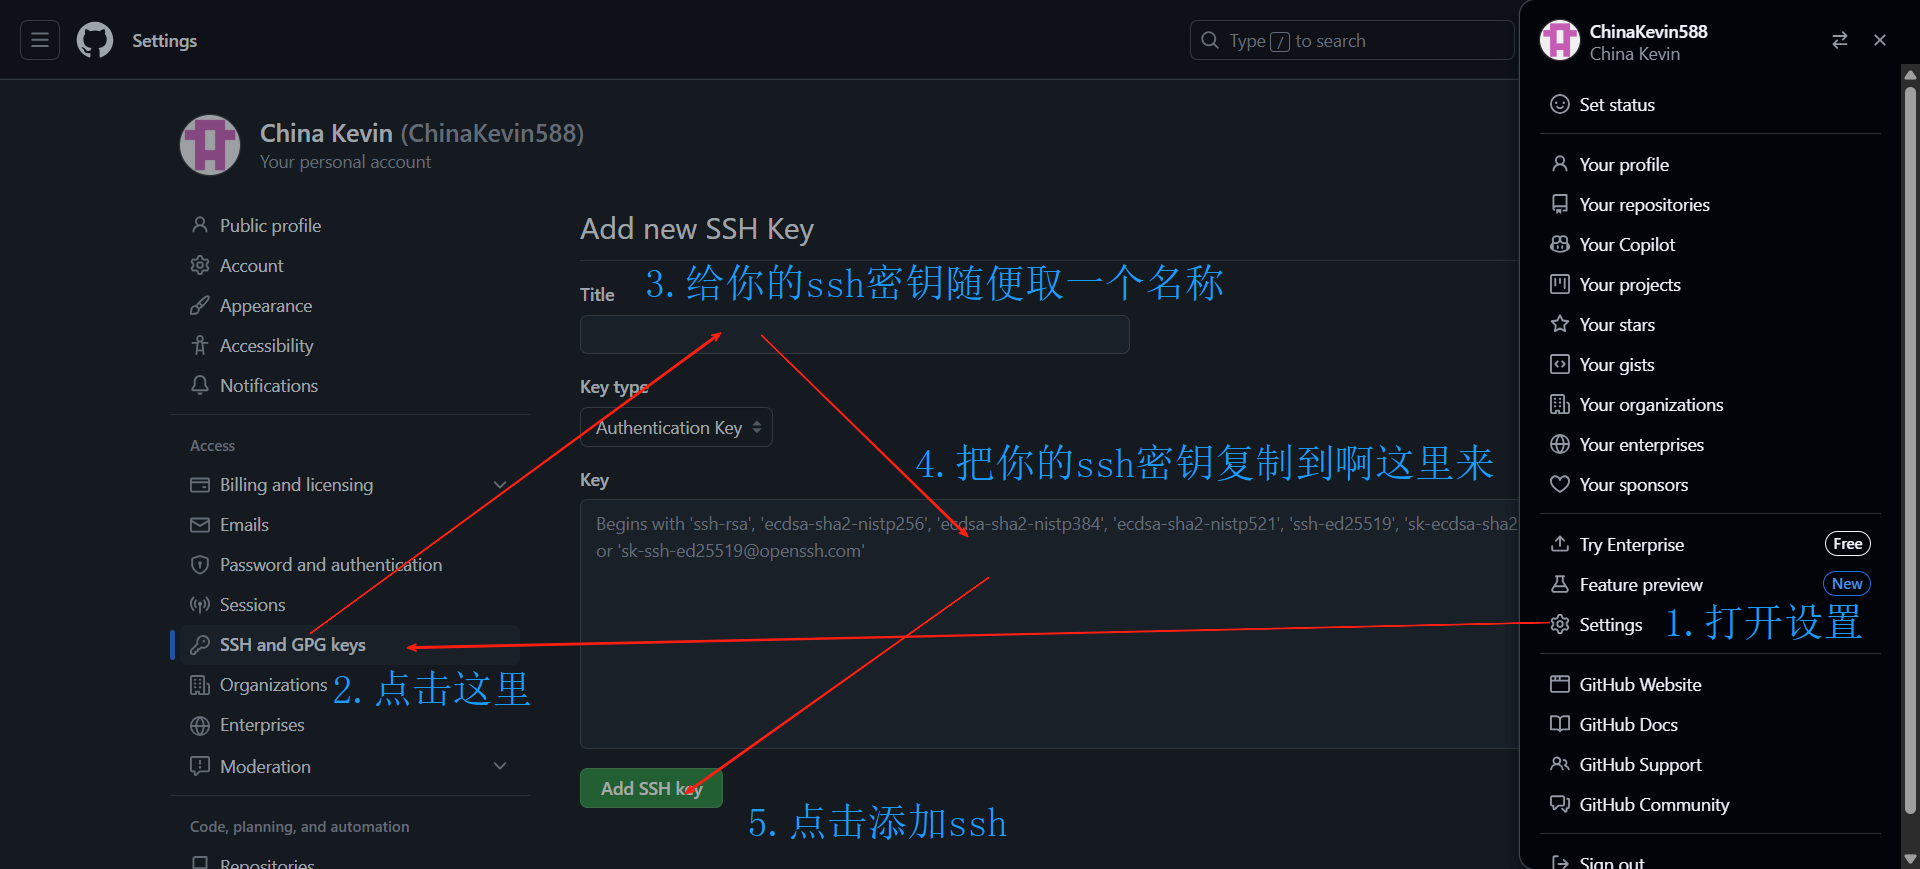 Settings
Type / to search
China Kevin (ChinaKevin588)
Your personal account
Public profile
Account
Appearance
Accessibility
Notifications
Access
Billing and licensing
Emails
Password and authentication
Sessions
SSH and GPG keys
2.点击这里
Organizations
Enterprises
Moderation
Code, planning, and automation
Repositories
Add new SSH Key
3.给你的ssh密钥随便取一个名称
Title
Key type
Authentication Key
4.把你的ssh密钥复制到啊这里来
Key
Begins with 'ssh-rsa', 'ecdsa-sha2-nistp256', 'ecdsa-sha2-nistp384', 'ecdsa-sha2-nistp521', 'ssh-ed25519', 'sk-ecdsa-sha2
or 'sk-ssh-ed25519@openssh.com'
Add SSH key
5.点击添加ssh
ChinaKevin588
China Kevin
Set status
Your profile
Your repositories
Your Copilot
Your projects
Your stars
Your gists
Your organizations
Your enterprises
Your sponsors
Try Enterprise Free
Feature preview New
Settings 1.打开设置
GitHub Website
GitHub Docs
GitHub Support
GitHub Community
Sign out